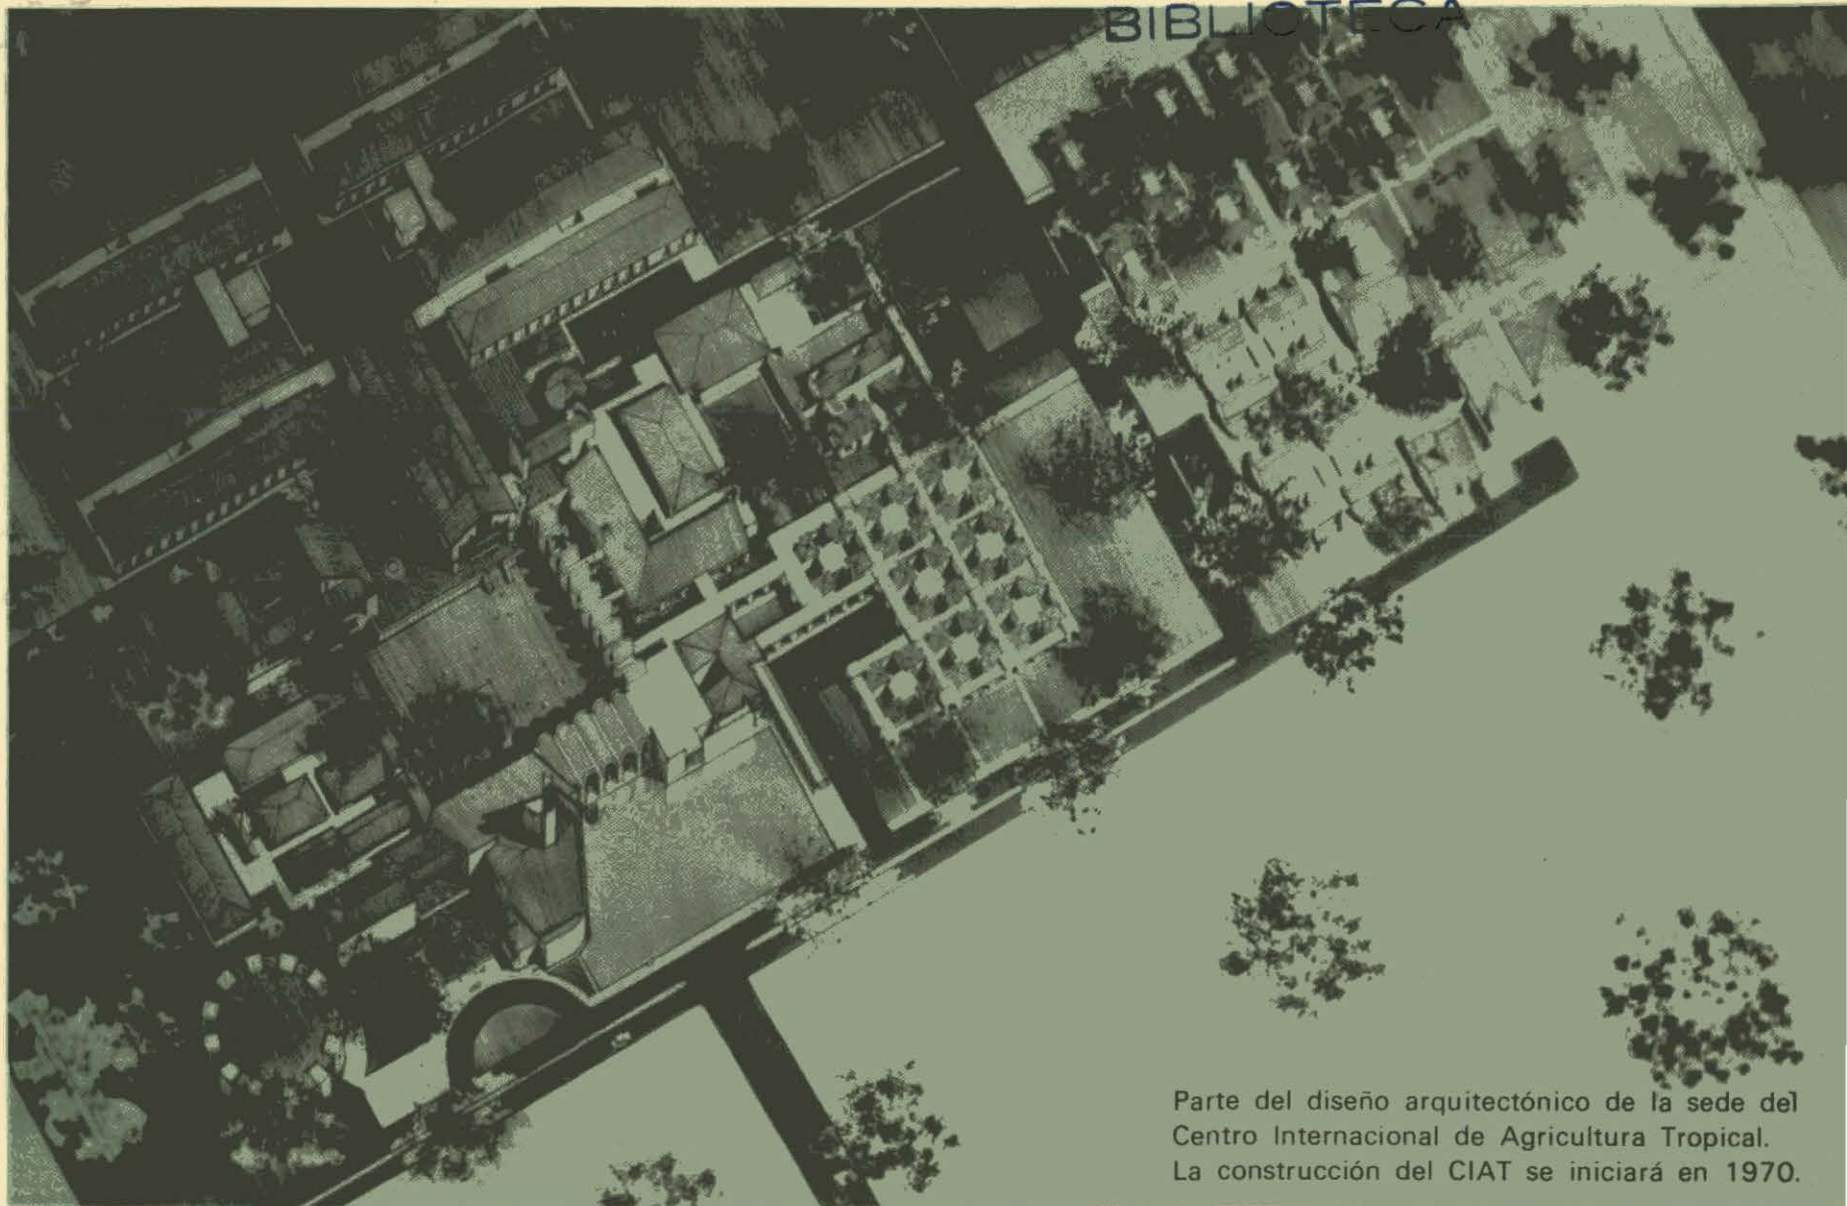 BIBLIOTECA
Parte del diseño arquitectónico de la sede del
Centro Internacional de Agricultura Tropical.
La construcción del CIAT se iniciará en 1970.